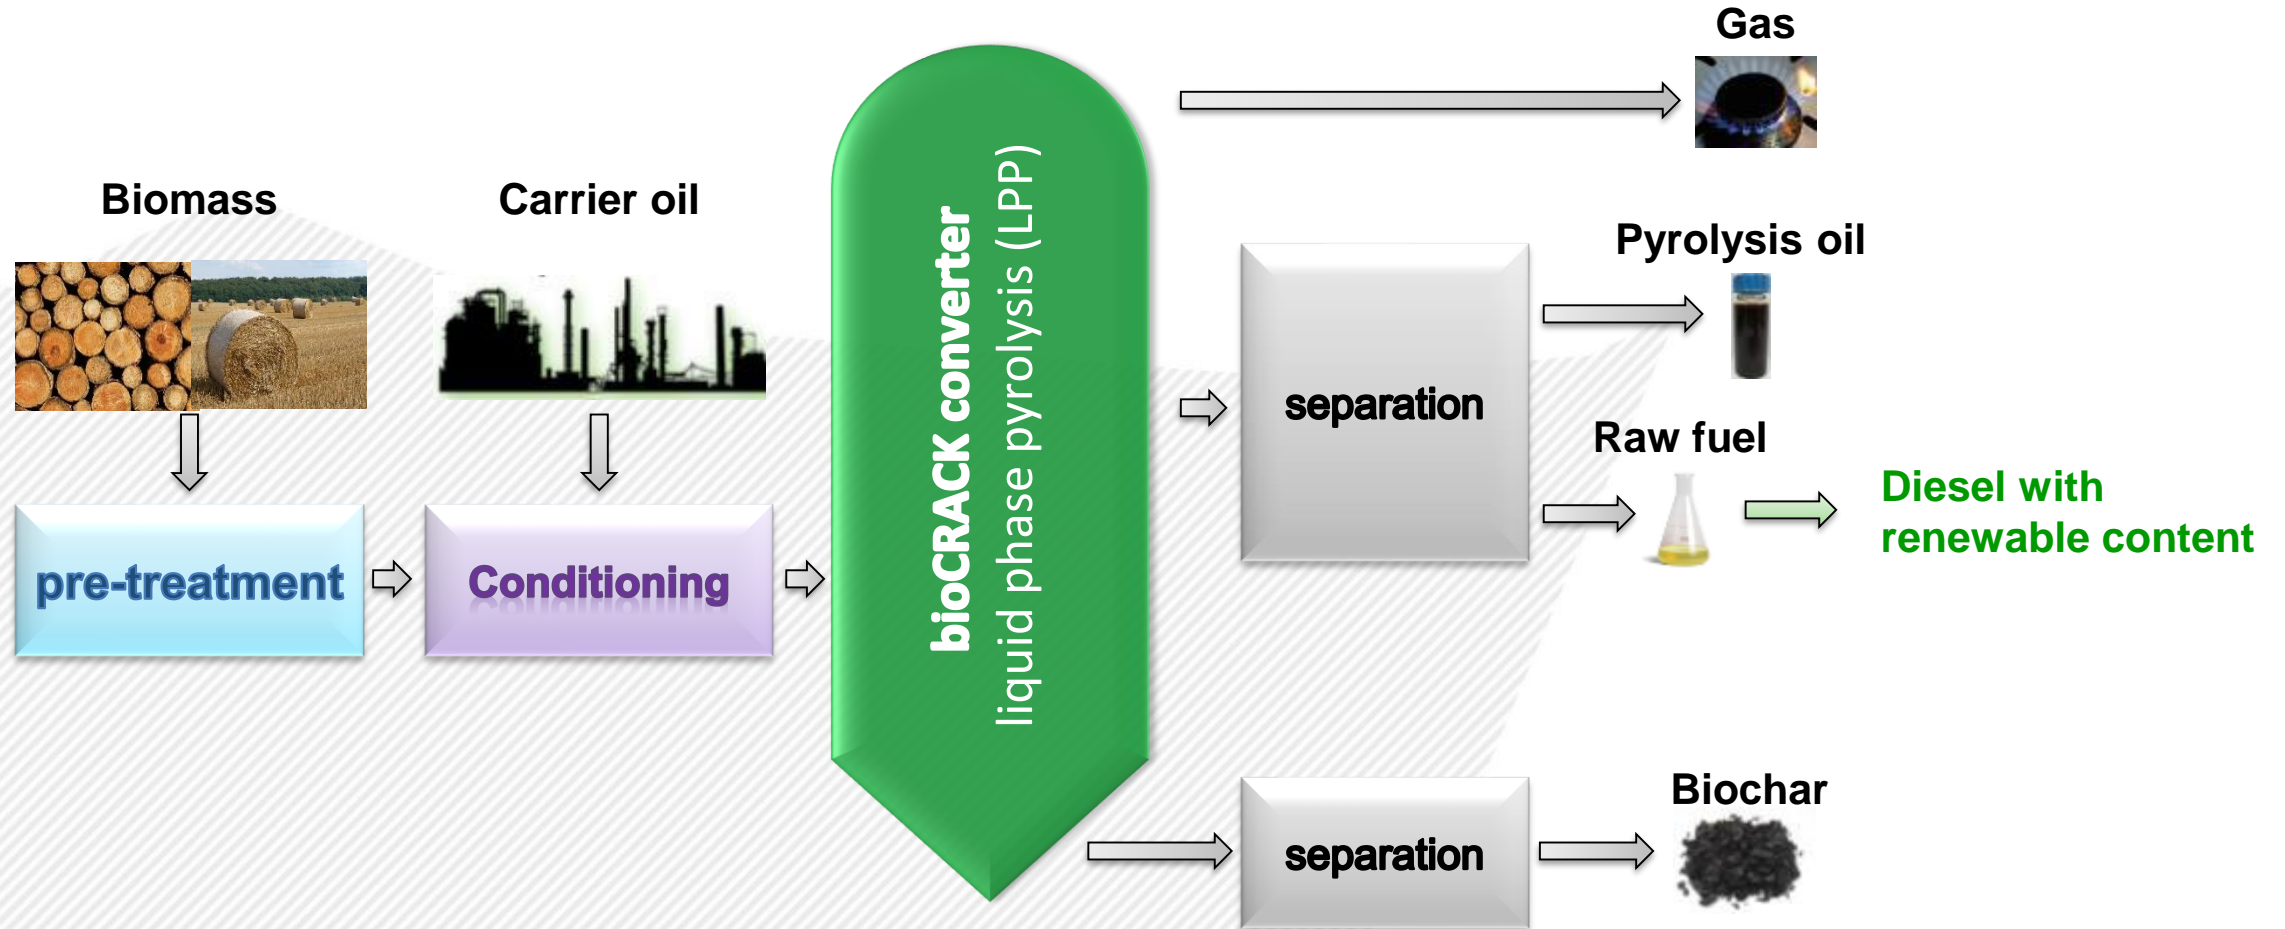 Gas
Biomass
Carrier oil
bioCRACK converter
liquid phase pyrolysis (LPP)
Pyrolysis oil
separation
Raw fuel
Diesel with
renewable content
pre-treatment
Conditioning
Biochar
separation